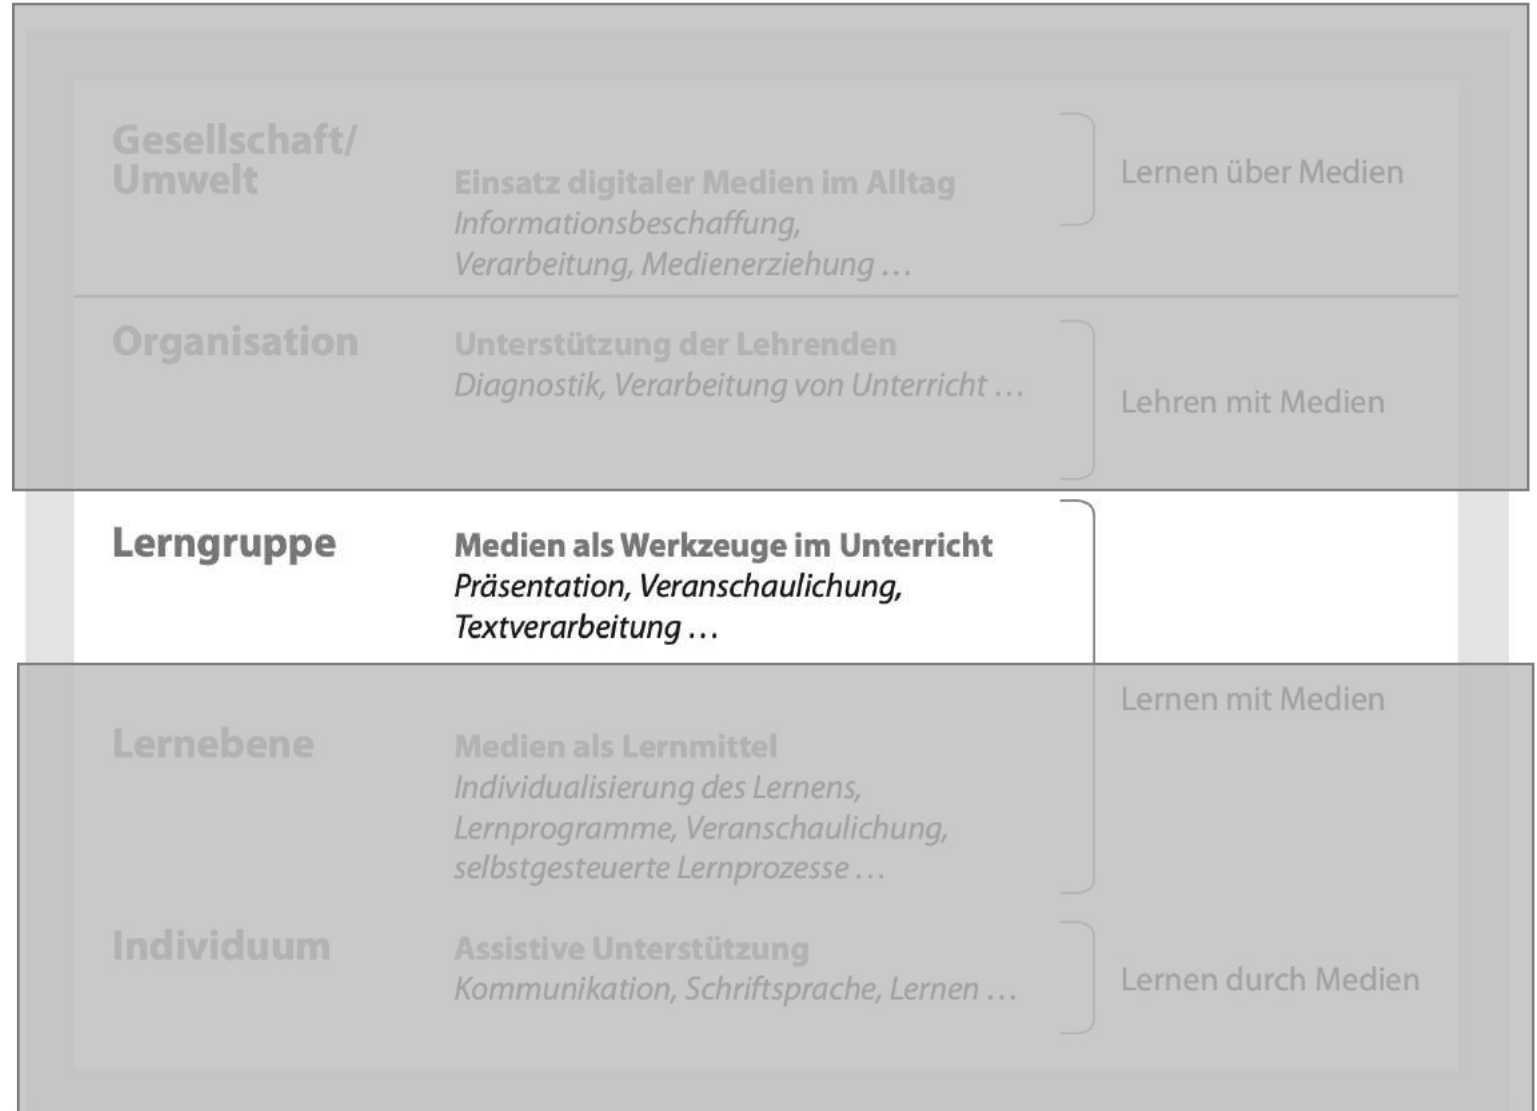 Gesellschaft/
Umwelt
Einsatz digitaler Medien im Alltag
Informationsbeschaffung,
Verarbeitung, Medienerziehung …
Lernen über Medien
Organisation
Unterstützung der Lehrenden
Diagnostik, Verarbeitung von Unterricht …
Lehren mit Medien
Lerngruppe
Medien als Werkzeuge im Unterricht
Präsentation, Veranschaulichung,
Textverarbeitung …
Lernen mit Medien
Lernebene
Medien als Lernmittel
Individualisierung des Lernens,
Lernprogramme, Veranschaulichung,
selbstgesteuerte Lernprozesse …
Individuum
Assistive Unterstützung
Kommunikation, Schriftsprache, Lernen …
Lernen durch Medien